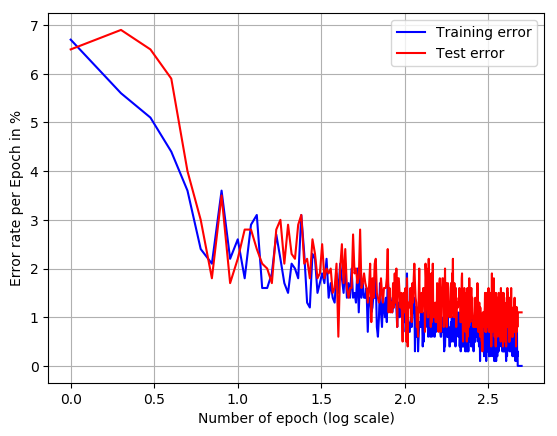 Training error
Test error
Error rate per Epoch in %
7
6
5
4
3
2
1
0
0.0 0.5 1.0 1.5 2.0 2.5
Number of epoch (log scale)